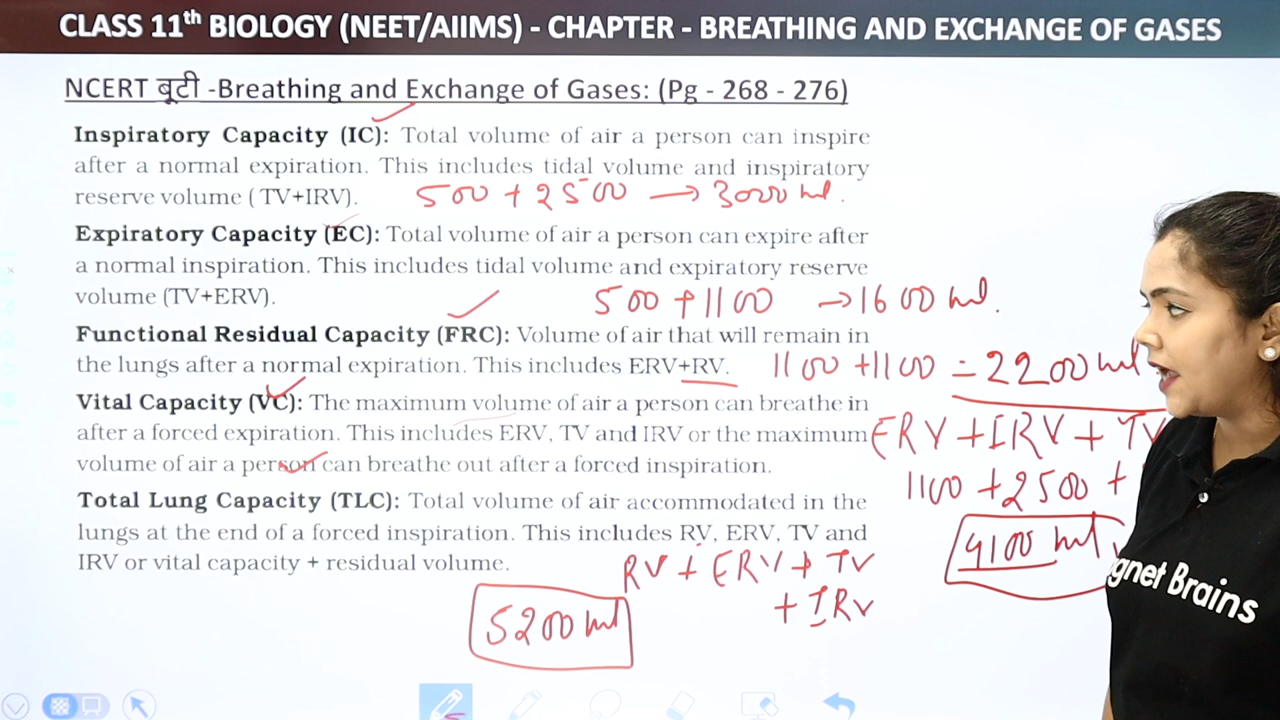 CLASS 11th BIOLOGY (NEET/AIIMS) - CHAPTER - BREATHING AND EXCHANGE OF GASES
NCERT बूटी -Breathing and Exchange of Gases: (Pg - 268 - 276)
Inspiratory Capacity (IC): Total volume of air a person can inspire
after a normal expiration. This includes tidal volume and inspiratory
reserve volume ( TV+IRV).
500 + 2500 → 3000 ml.
Expiratory Capacity (EC): Total volume of air a person can expire after
a normal inspiration. This includes tidal volume and expiratory reserve
volume (TV+ERV).
500 + 1100 → 1600 ml.
Functional Residual Capacity (FRC): Volume of air that will remain in
the lungs after a normal expiration. This includes ERV+RV.
1100 + 1100 = 2200 ml
Vital Capacity (VC): The maximum volume of air a person can breathe in
after a forced expiration. This includes ERV, TV and IRV or the maximum
volume of air a person can breathe out after a forced inspiration.
ERV + IRV + TV
1100 + 2500 +
4100 ml
Total Lung Capacity (TLC): Total volume of air accommodated in the
lungs at the end of a forced inspiration. This includes RV, ERV, TV and
IRV or vital capacity + residual volume.
RV + ERV + TV
+ IRV
5200 ml
gnet Brains